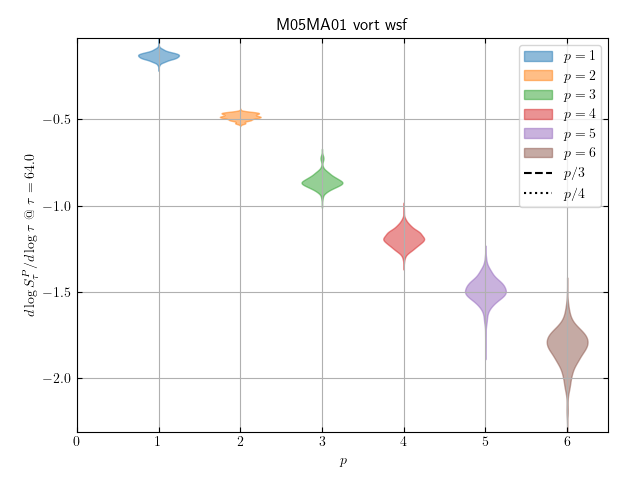 M05MA01 vort wsf
p = 1
p = 2
p = 3
p = 4
p = 5
p = 6
p/3
p/4
d log S_τ^P / d log τ @ τ = 64.0
−0.5
−1.0
−1.5
−2.0
0 1 2 3 4 5 6
p